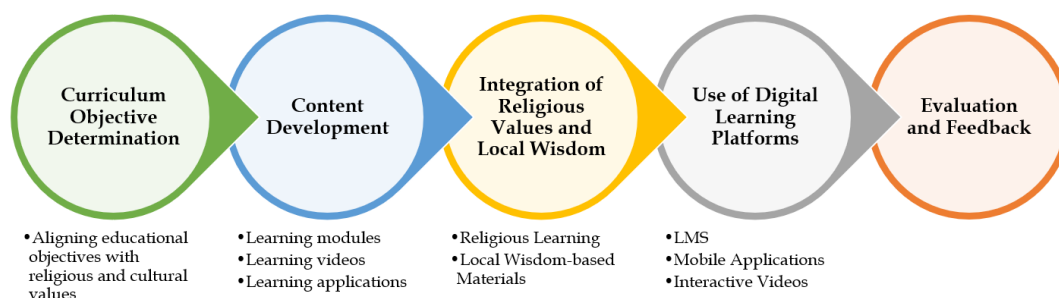 Curriculum
Objective
Determination
Content
Development
Integration of
Religious
Values and
Local Wisdom
Use of Digital
Learning
Platforms
Evaluation
and Feedback
•Aligning educational
objectives with
religious and cultural
values
•Learning modules
•Learning videos
•Learning applications
•Religious Learning
•Local Wisdom-based
Materials
•LMS
•Mobile Applications
•Interactive Videos